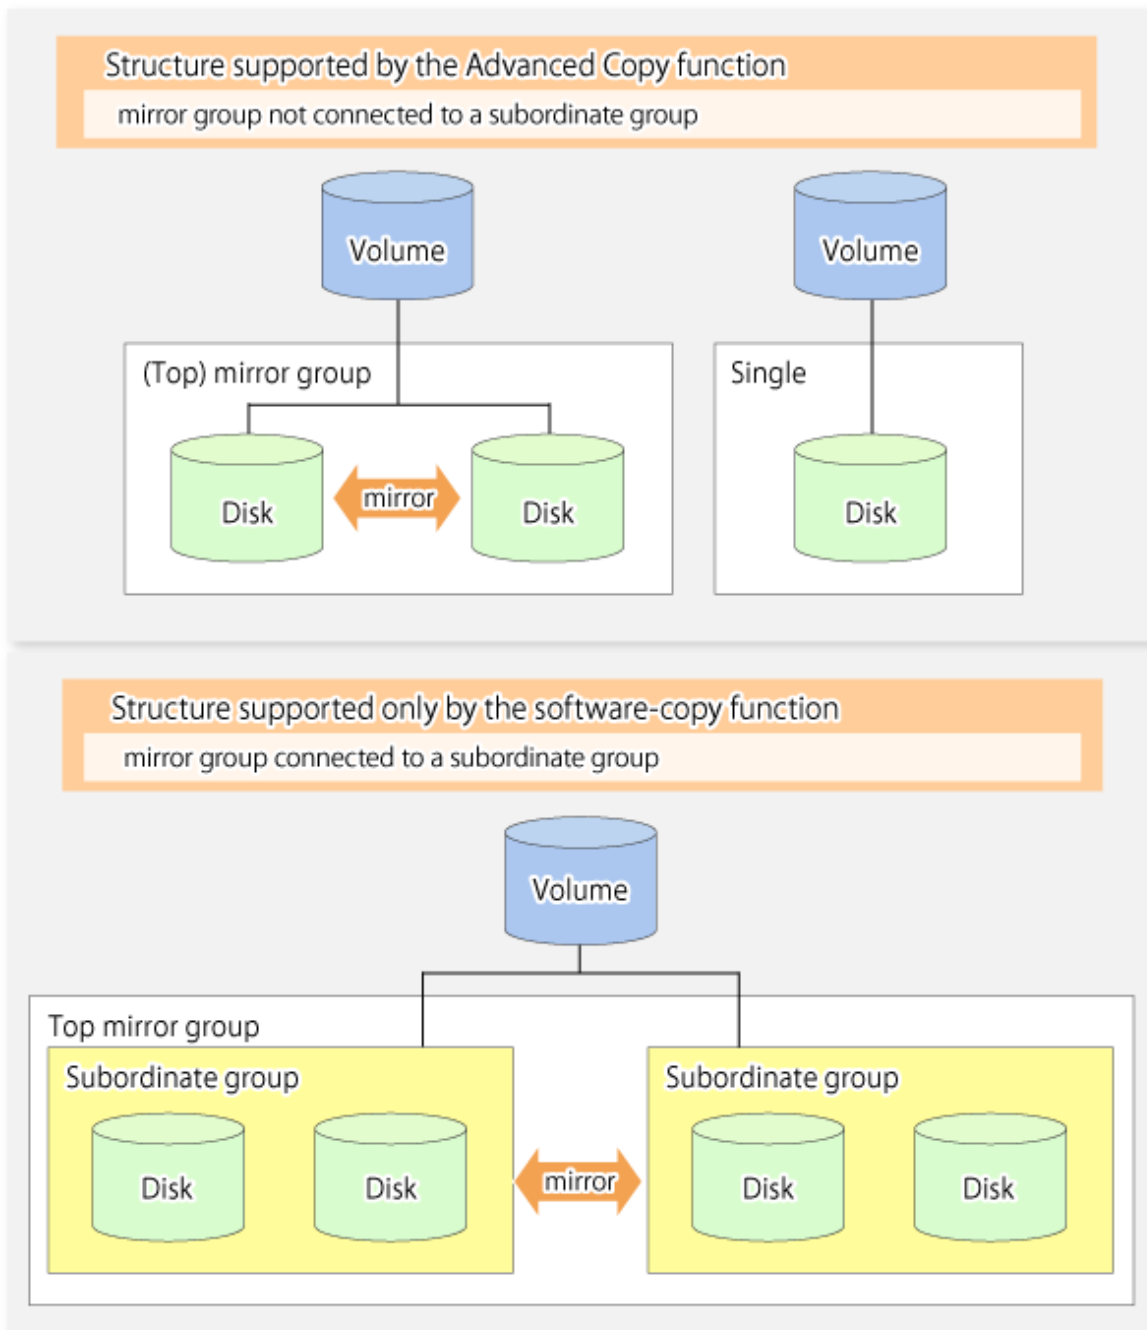 Structure supported by the Advanced Copy function
mirror group not connected to a subordinate group
Volume
Volume
(Top) mirror group
Single
Disk
mirror
Disk
Disk
Structure supported only by the software-copy function
mirror group connected to a subordinate group
Volume
Top mirror group
Subordinate group
Subordinate group
Disk
Disk
mirror
Disk
Disk